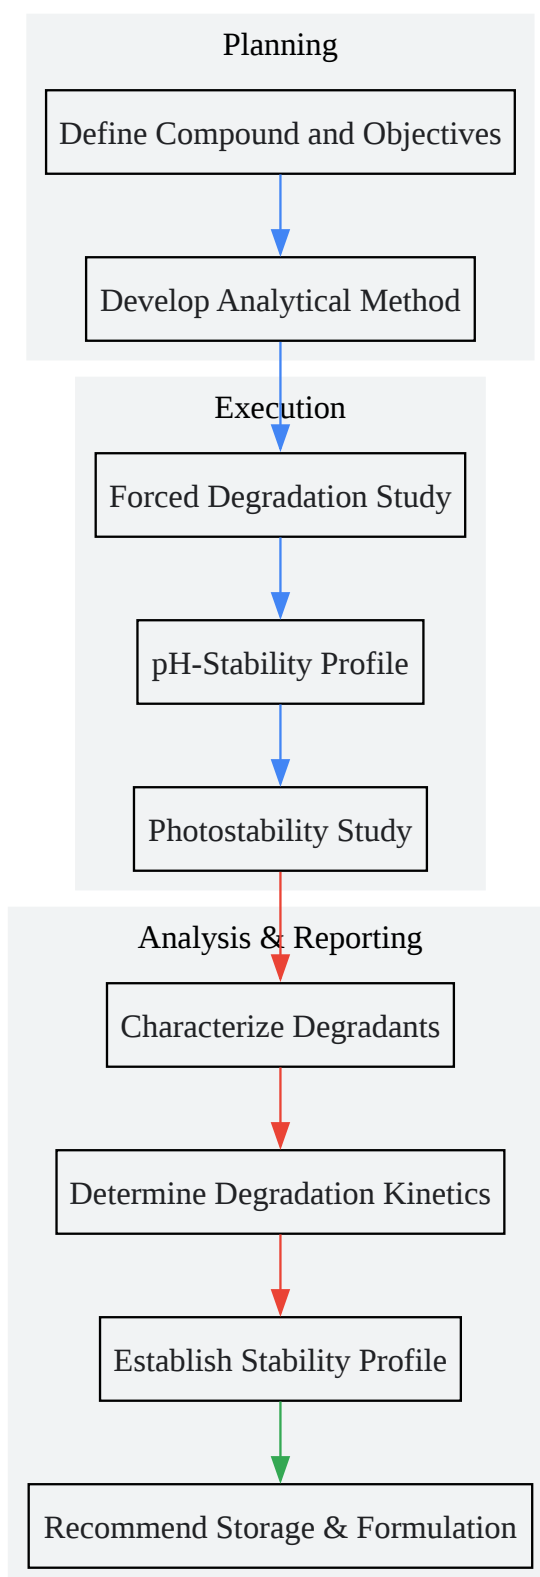 Planning
Define Compound and Objectives
Develop Analytical Method
Execution
Forced Degradation Study
pH-Stability Profile
Photostability Study
Analysis & Reporting
Characterize Degradants
Determine Degradation Kinetics
Establish Stability Profile
Recommend Storage & Formulation